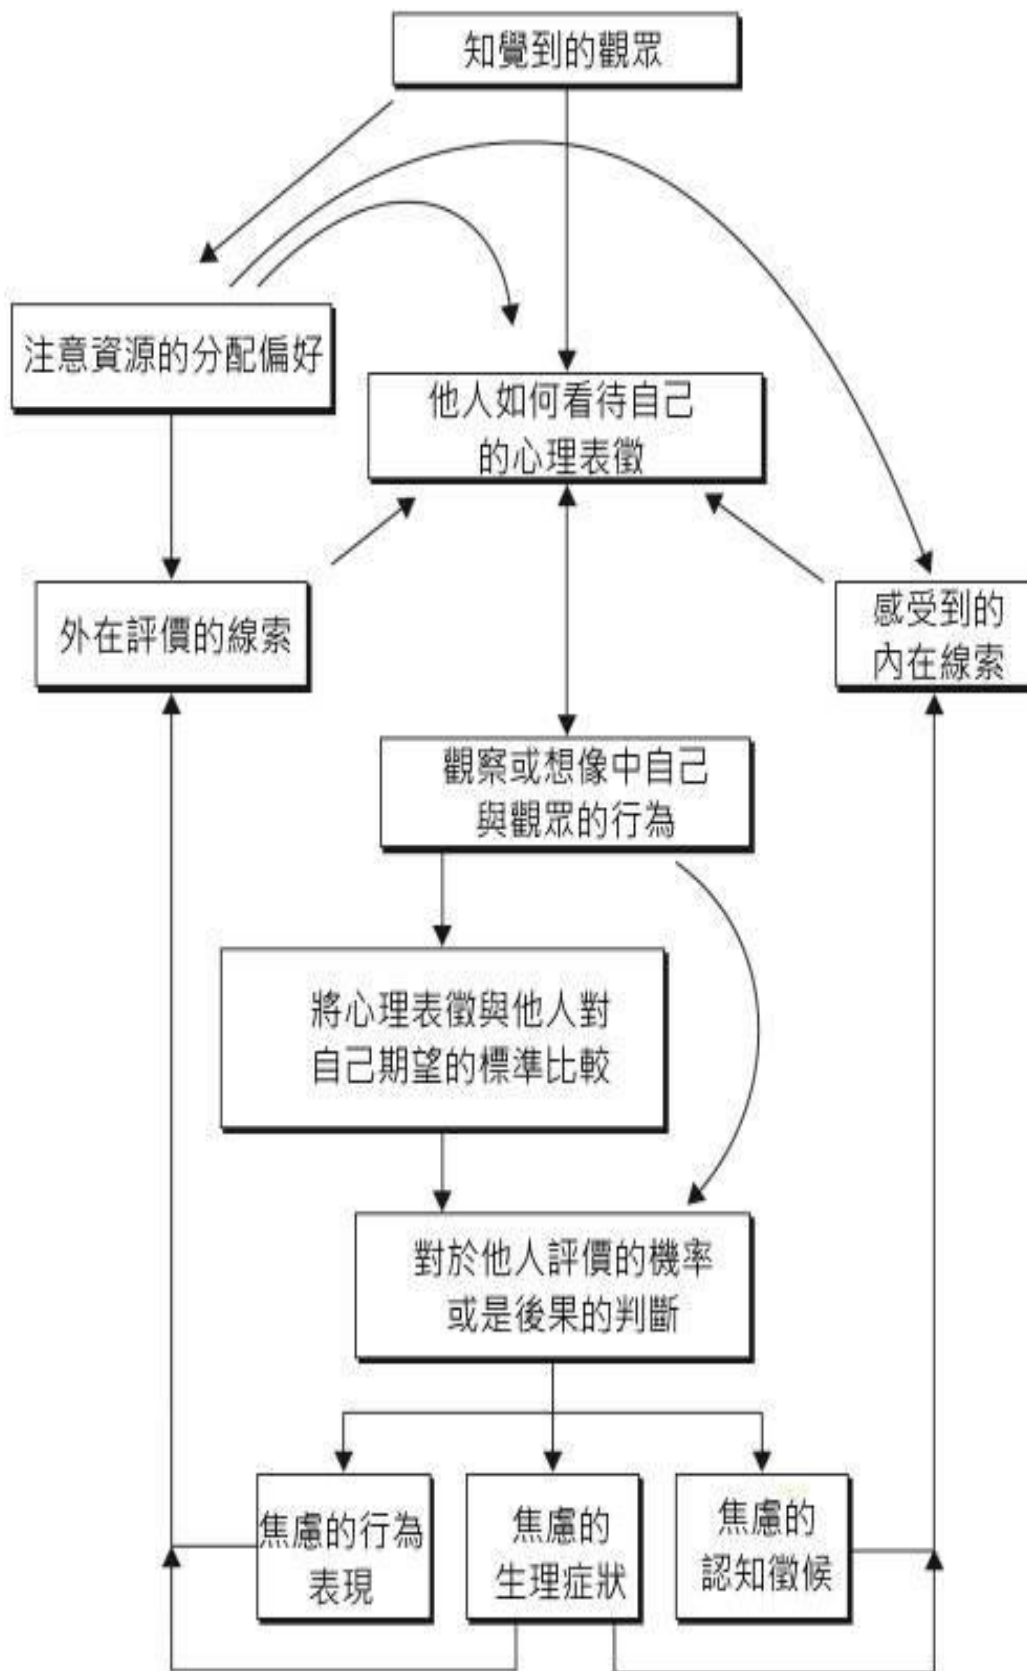 知覺到的觀眾
注意資源的分配偏好
他人如何看待自己
的心理表徵
外在評價的線索
感受到的
內在線索
觀察或想像中自己
與觀眾的行為
將心理表徵與他人對
自己期望的標準比較
對於他人評價的機率
或是後果的判斷
焦慮的行為
表現
焦慮的
生理症狀
焦慮的
認知徵候